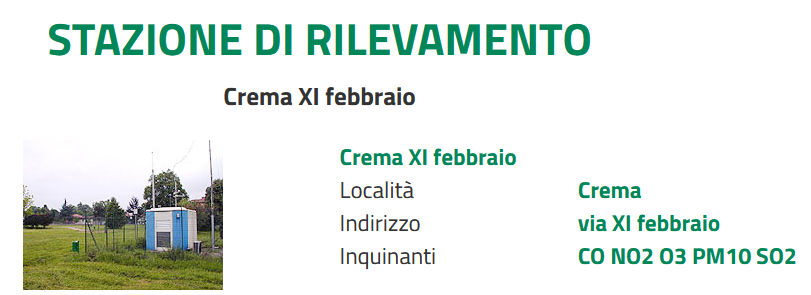 STAZIONE DI RILEVAMENTO
Crema XI febbraio
Crema XI febbraio
Località Crema
Indirizzo via XI febbraio
Inquinanti CO NO2 O3 PM10 SO2